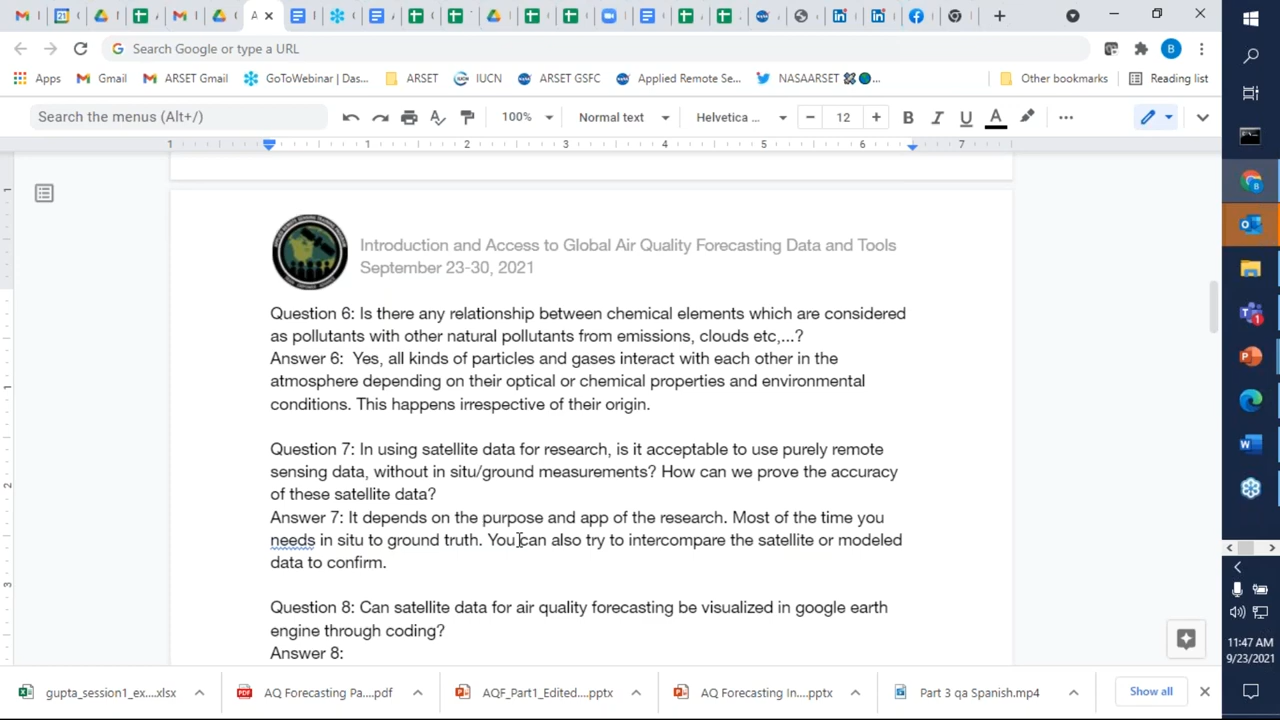 Search Google or type a URL
Apps
Gmail
ARSET Gmail
GoToWebinar | Das...
ARSET
IUCN
ARSET GSFC
Applied Remote Se...
NASAARSET
Other bookmarks
Reading list
Search the menus (Alt+/)
100%
Normal text
Helvetica ...
12
B I U A
1 1 2 3 4 5 6 7
Introduction and Access to Global Air Quality Forecasting Data and Tools
September 23-30, 2021
Question 6: Is there any relationship between chemical elements which are considered
as pollutants with other natural pollutants from emissions, clouds etc,...?
Answer 6:  Yes, all kinds of particles and gases interact with each other in the
atmosphere depending on their optical or chemical properties and environmental
conditions. This happens irrespective of their origin.
Question 7: In using satellite data for research, is it acceptable to use purely remote
sensing data, without in situ/ground measurements? How can we prove the accuracy
of these satellite data?
Answer 7: It depends on the purpose and app of the research. Most of the time you
needs in situ to ground truth. You can also try to intercompare the satellite or modeled
data to confirm.
Question 8: Can satellite data for air quality forecasting be visualized in google earth
engine through coding?
Answer 8:
11:47 AM
9/23/2021
gupta_session1_ex....xlsx
AQ Forecasting Pa....pdf
AQF_Part1_Edited....pptx
AQ Forecasting In....pptx
Part 3 qa Spanish.mp4
Show all